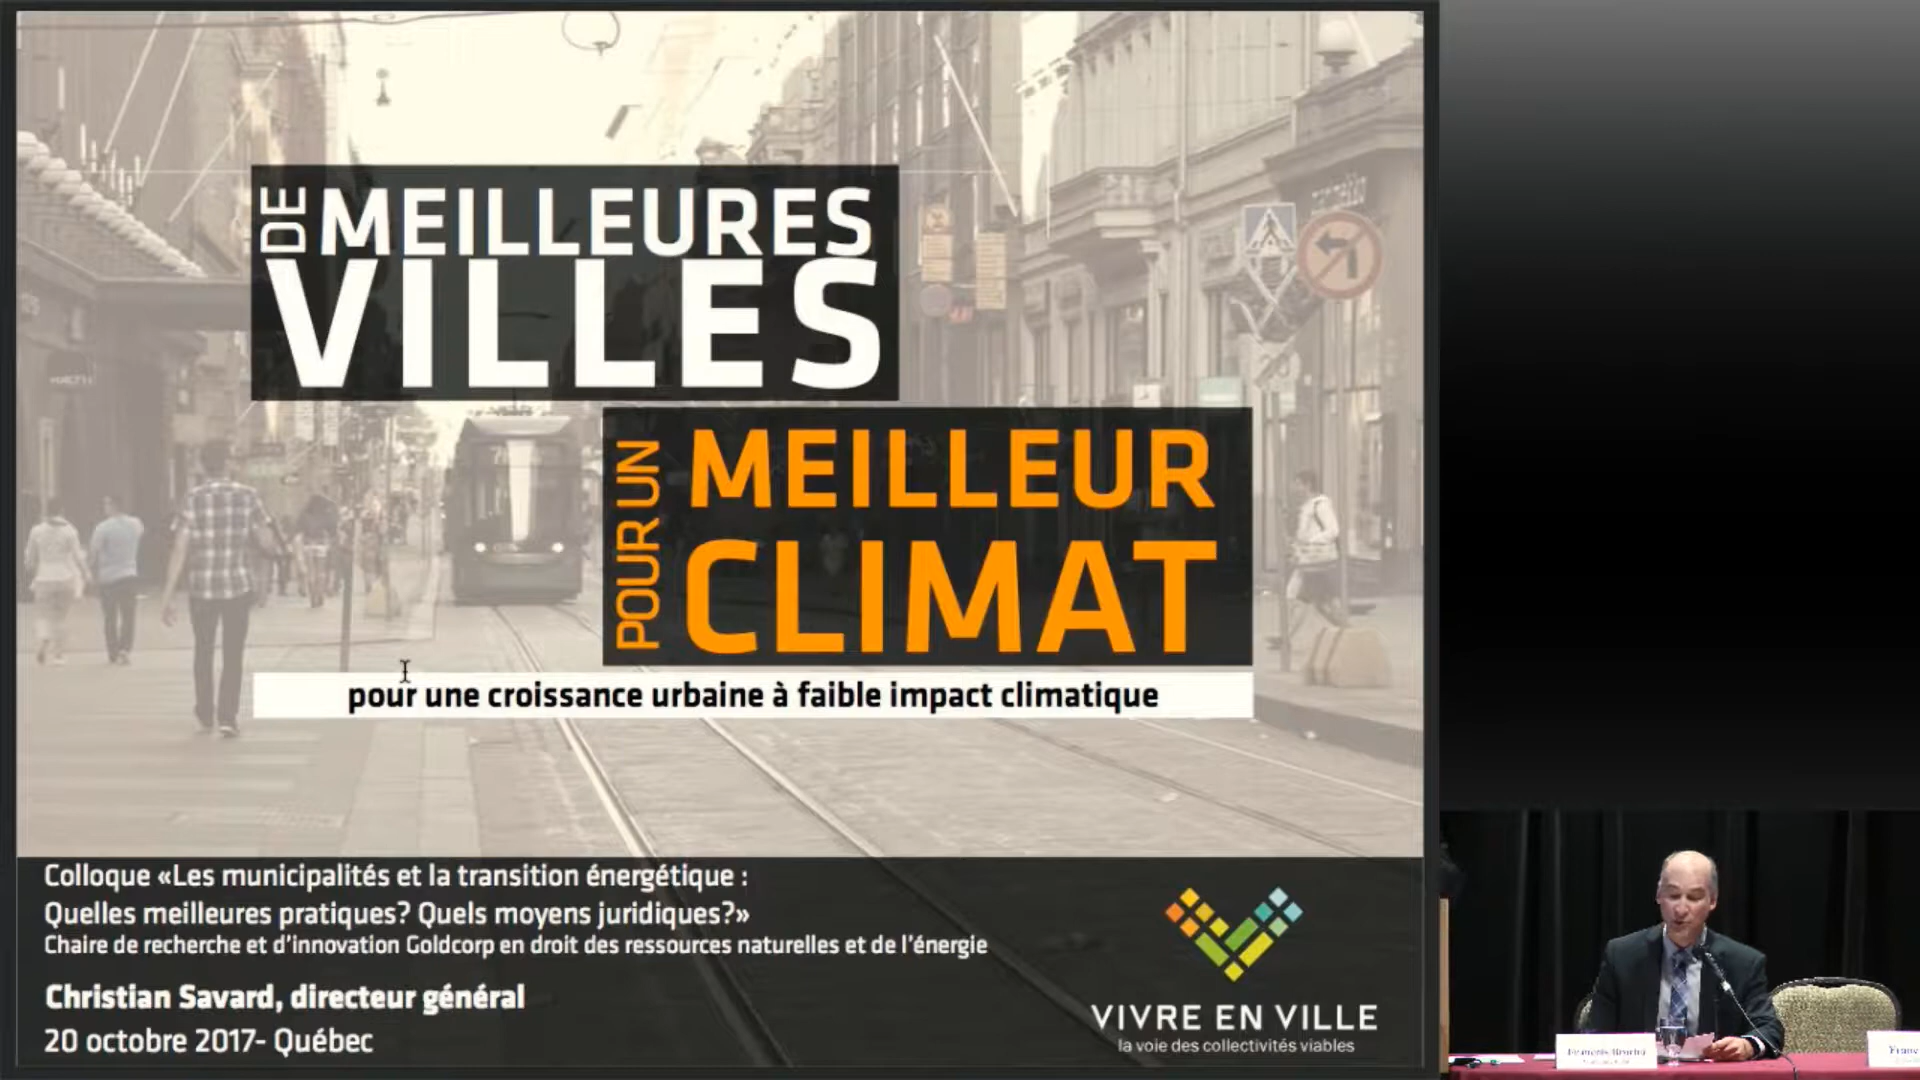 DE MEILLEURES
VILLES
POUR UN MEILLEUR
CLIMAT
pour une croissance urbaine à faible impact climatique
Colloque «Les municipalités et la transition énergétique :
Quelles meilleures pratiques? Quels moyens juridiques?»
Chaire de recherche et d'innovation Goldcorp en droit des ressources naturelles et de l'énergie
Christian Savard, directeur général
20 octobre 2017- Québec
VIVRE EN VILLE
la voie des collectivités viables